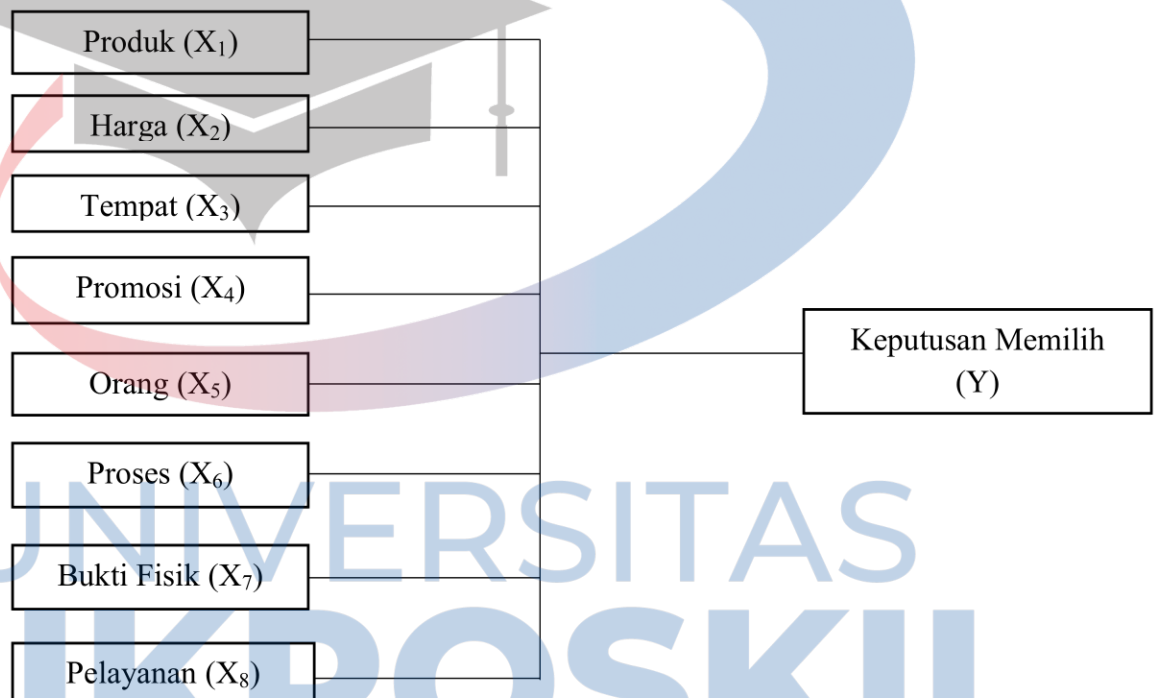 Produk (X₁)
Harga (X₂)
Tempat (X₃)
Promosi (X₄)
Orang (X₅)
Proses (X₆)
Bukti Fisik (X₇)
Pelayanan (X₈)
Keputusan Memilih
(Y)
UNIVERSITAS
MIKROSKIL